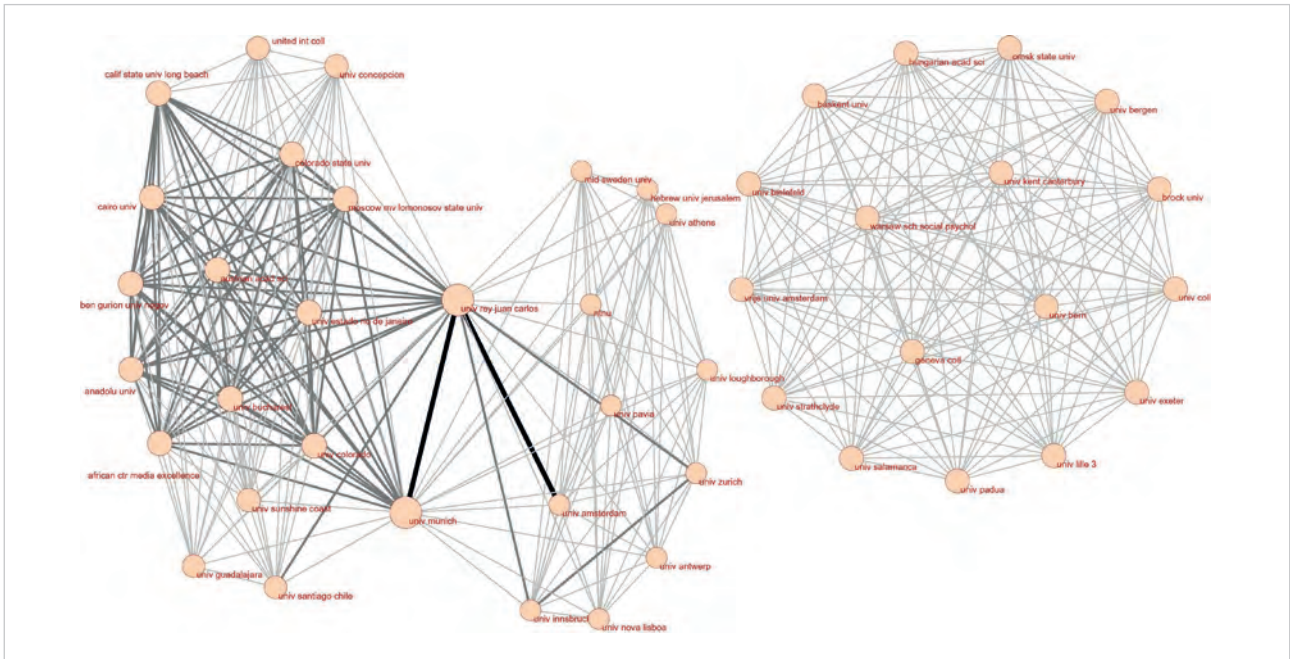 united int coll
univ concepcion
calif state univ long beach
colorado state univ
cairo univ
moscow mv lomonosov state univ
ben gurion univ
univ estado rio de janeiro
univ rey juan carlos
anadolu univ
univ bucharest
african ctr media excellence
univ colorado
univ sunshine coast
univ munich
univ guadalajara
univ santiago chile
mid sweden univ
hebrew univ jerusalem
univ athens
ntnu
univ loughborough
univ pavia
univ zurich
univ amsterdam
univ antwerp
univ innsbruck
univ nova lisboa
hungarian acad sci
omsk state univ
baskent univ
univ bergen
univ kent canterbury
univ bielefeld
brock univ
warsaw sch social psychol
vrije univ amsterdam
univ coll
univ bern
geneva coll
univ strathclyde
univ exeter
univ salamanca
univ lille 3
univ padua